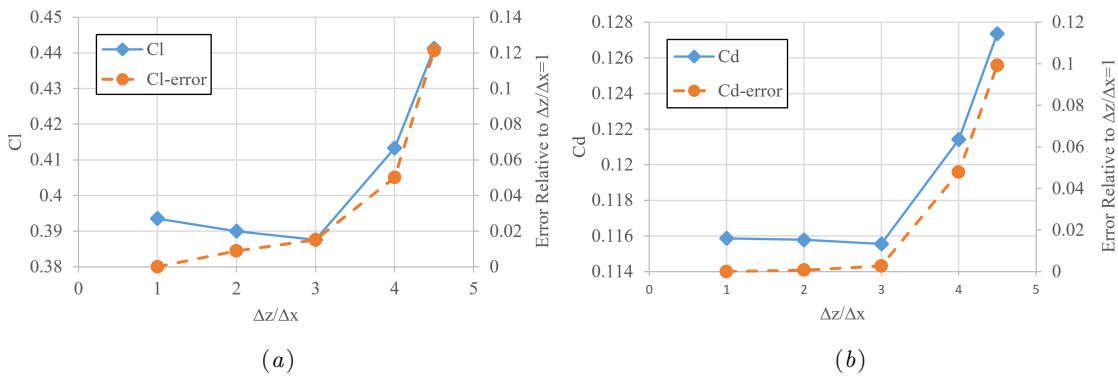 0.45
0.44
0.43
0.42
0.41
0.4
0.39
0.38
Cl
Cl
Cl-error
0 1 2 3 4 5
Δz/Δx
0.14
0.12
0.1
0.08
0.06
0.04
0.02
0
Error Relative to Δz/Δx=1
(a)
0.128
0.126
0.124
0.122
0.12
0.118
0.116
0.114
Cd
Cd
Cd-error
0 1 2 3 4 5
Δz/Δx
0.12
0.1
0.08
0.06
0.04
0.02
0
Error Relative to Δz/Δx=1
(b)